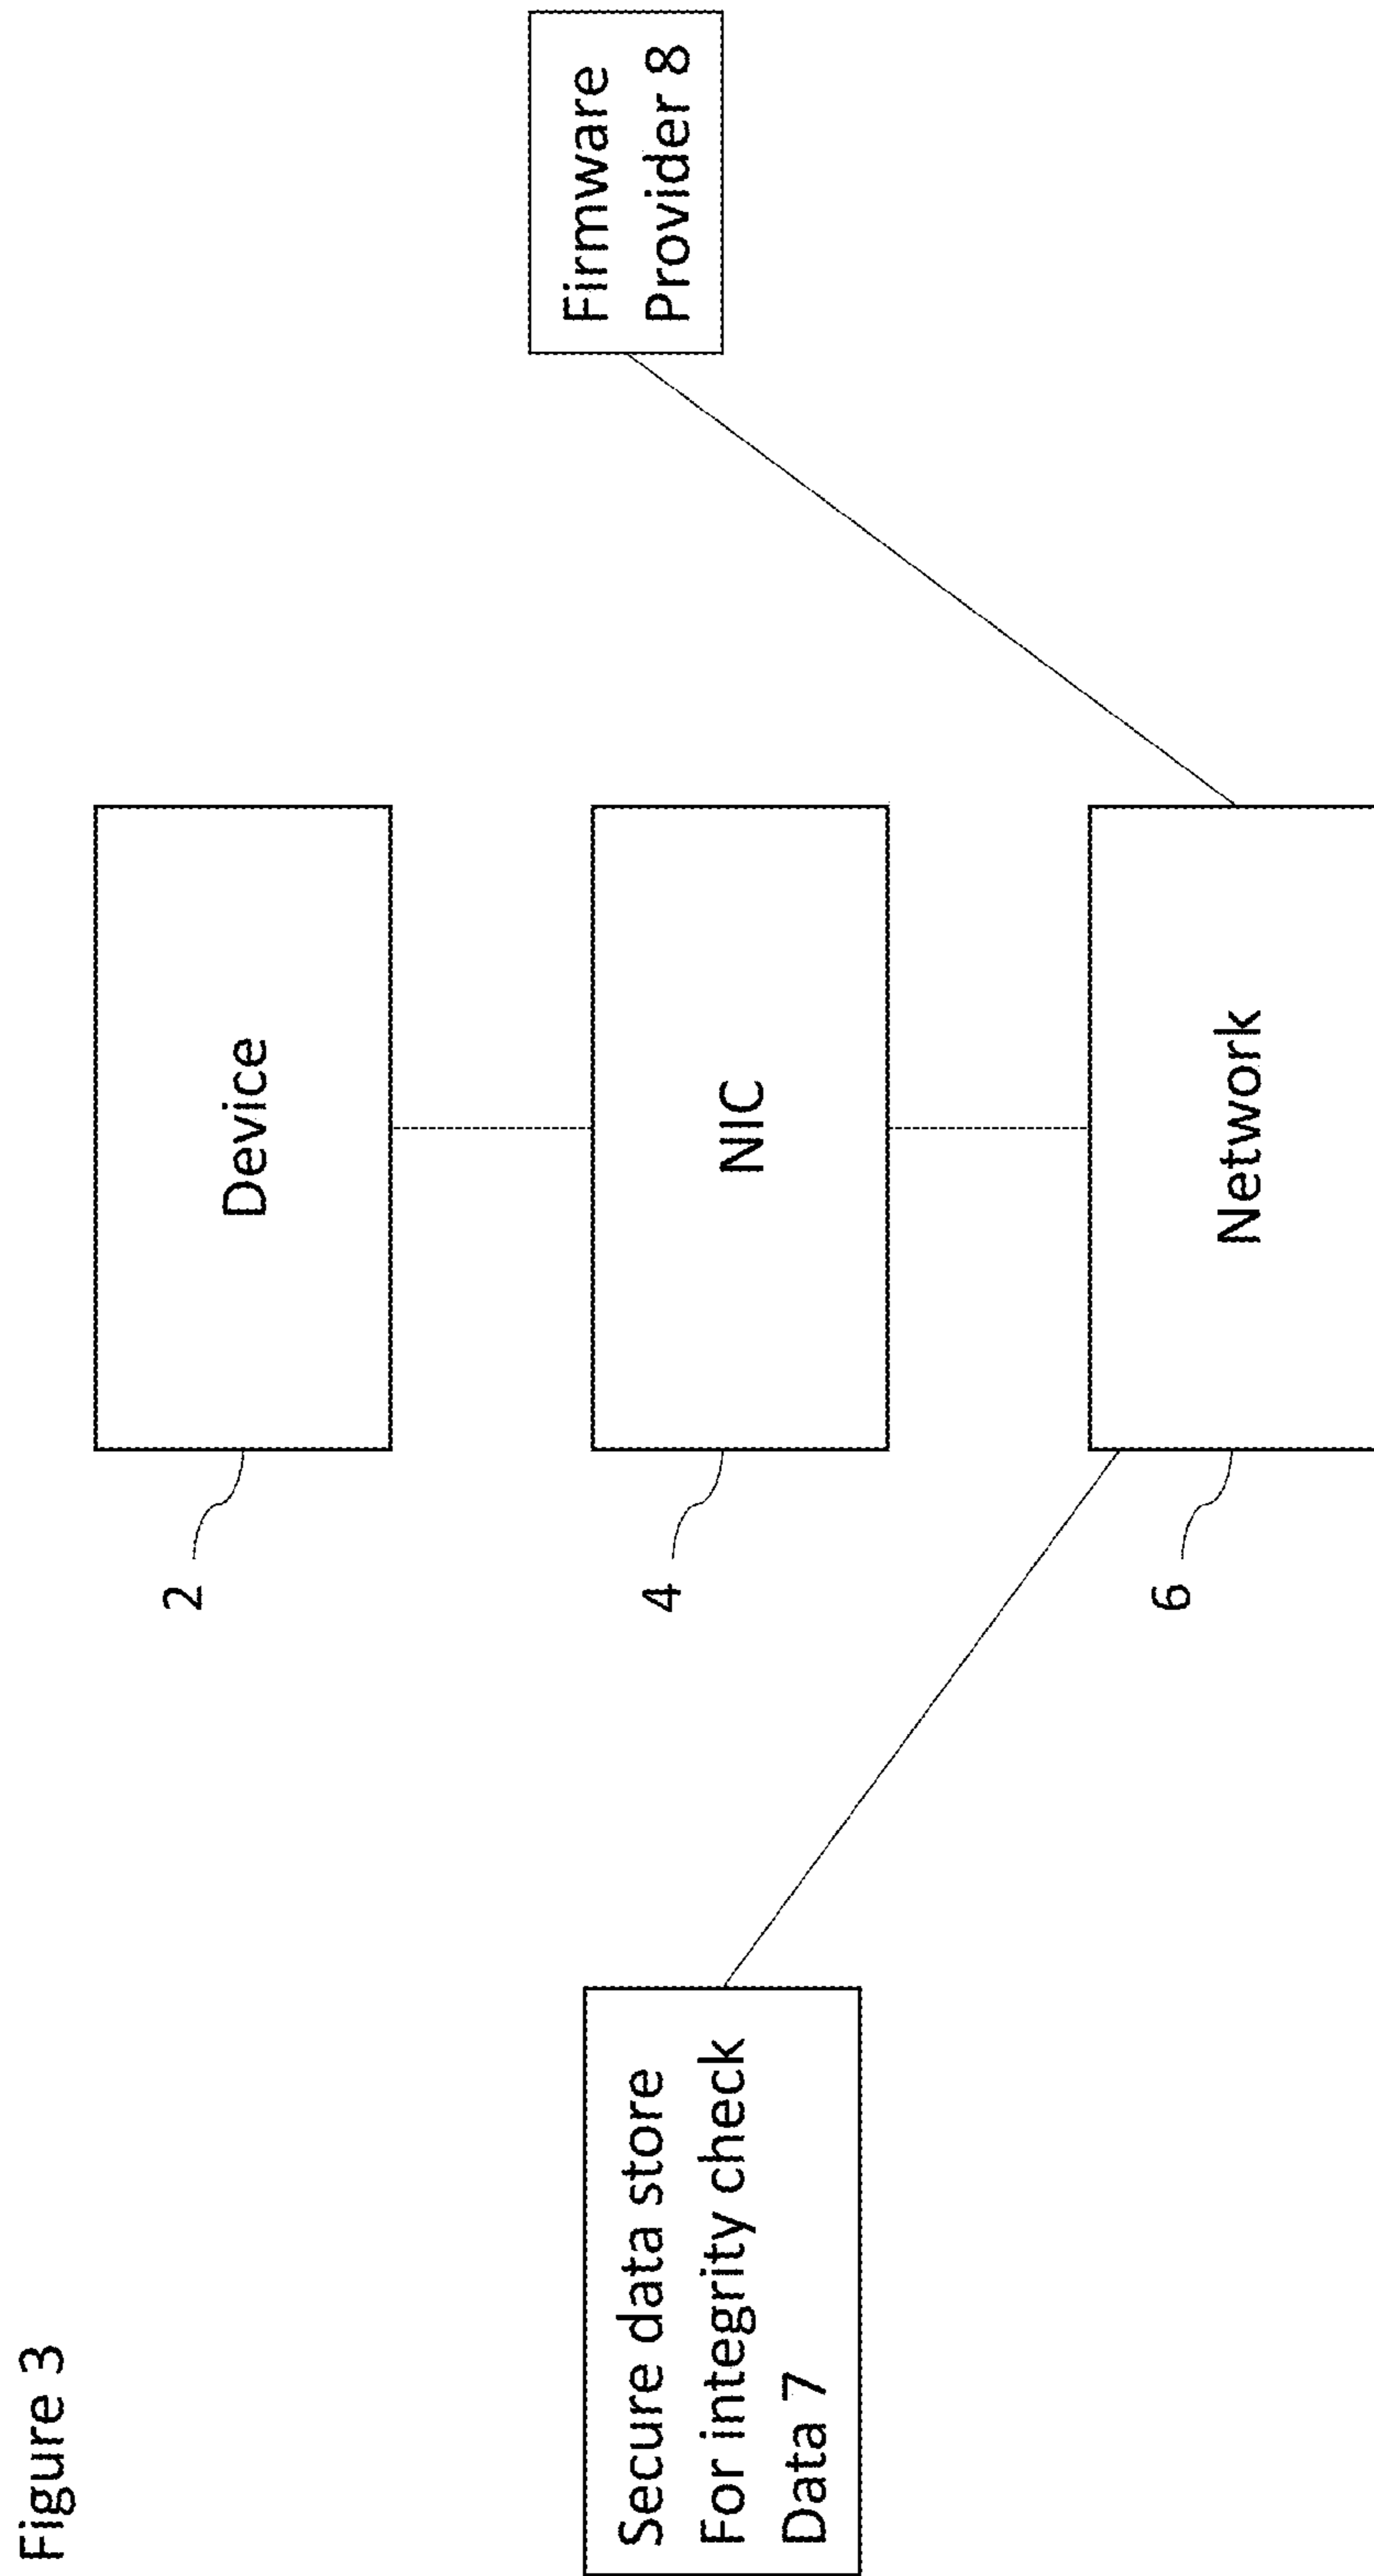 Figure 3
Device
2
Firmware
Provider 8
NIC
4
Secure data store
For integrity check
Data 7
Network
6